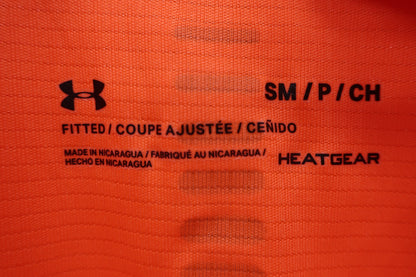 SM / P / CH
FITTED / COUPE AJUSTÉE / CEÑIDO
MADE IN NICARAGUA / FABRIQUÉ AU NICARAGUA /
HECHO EN NICARAGUA
HEATGEAR